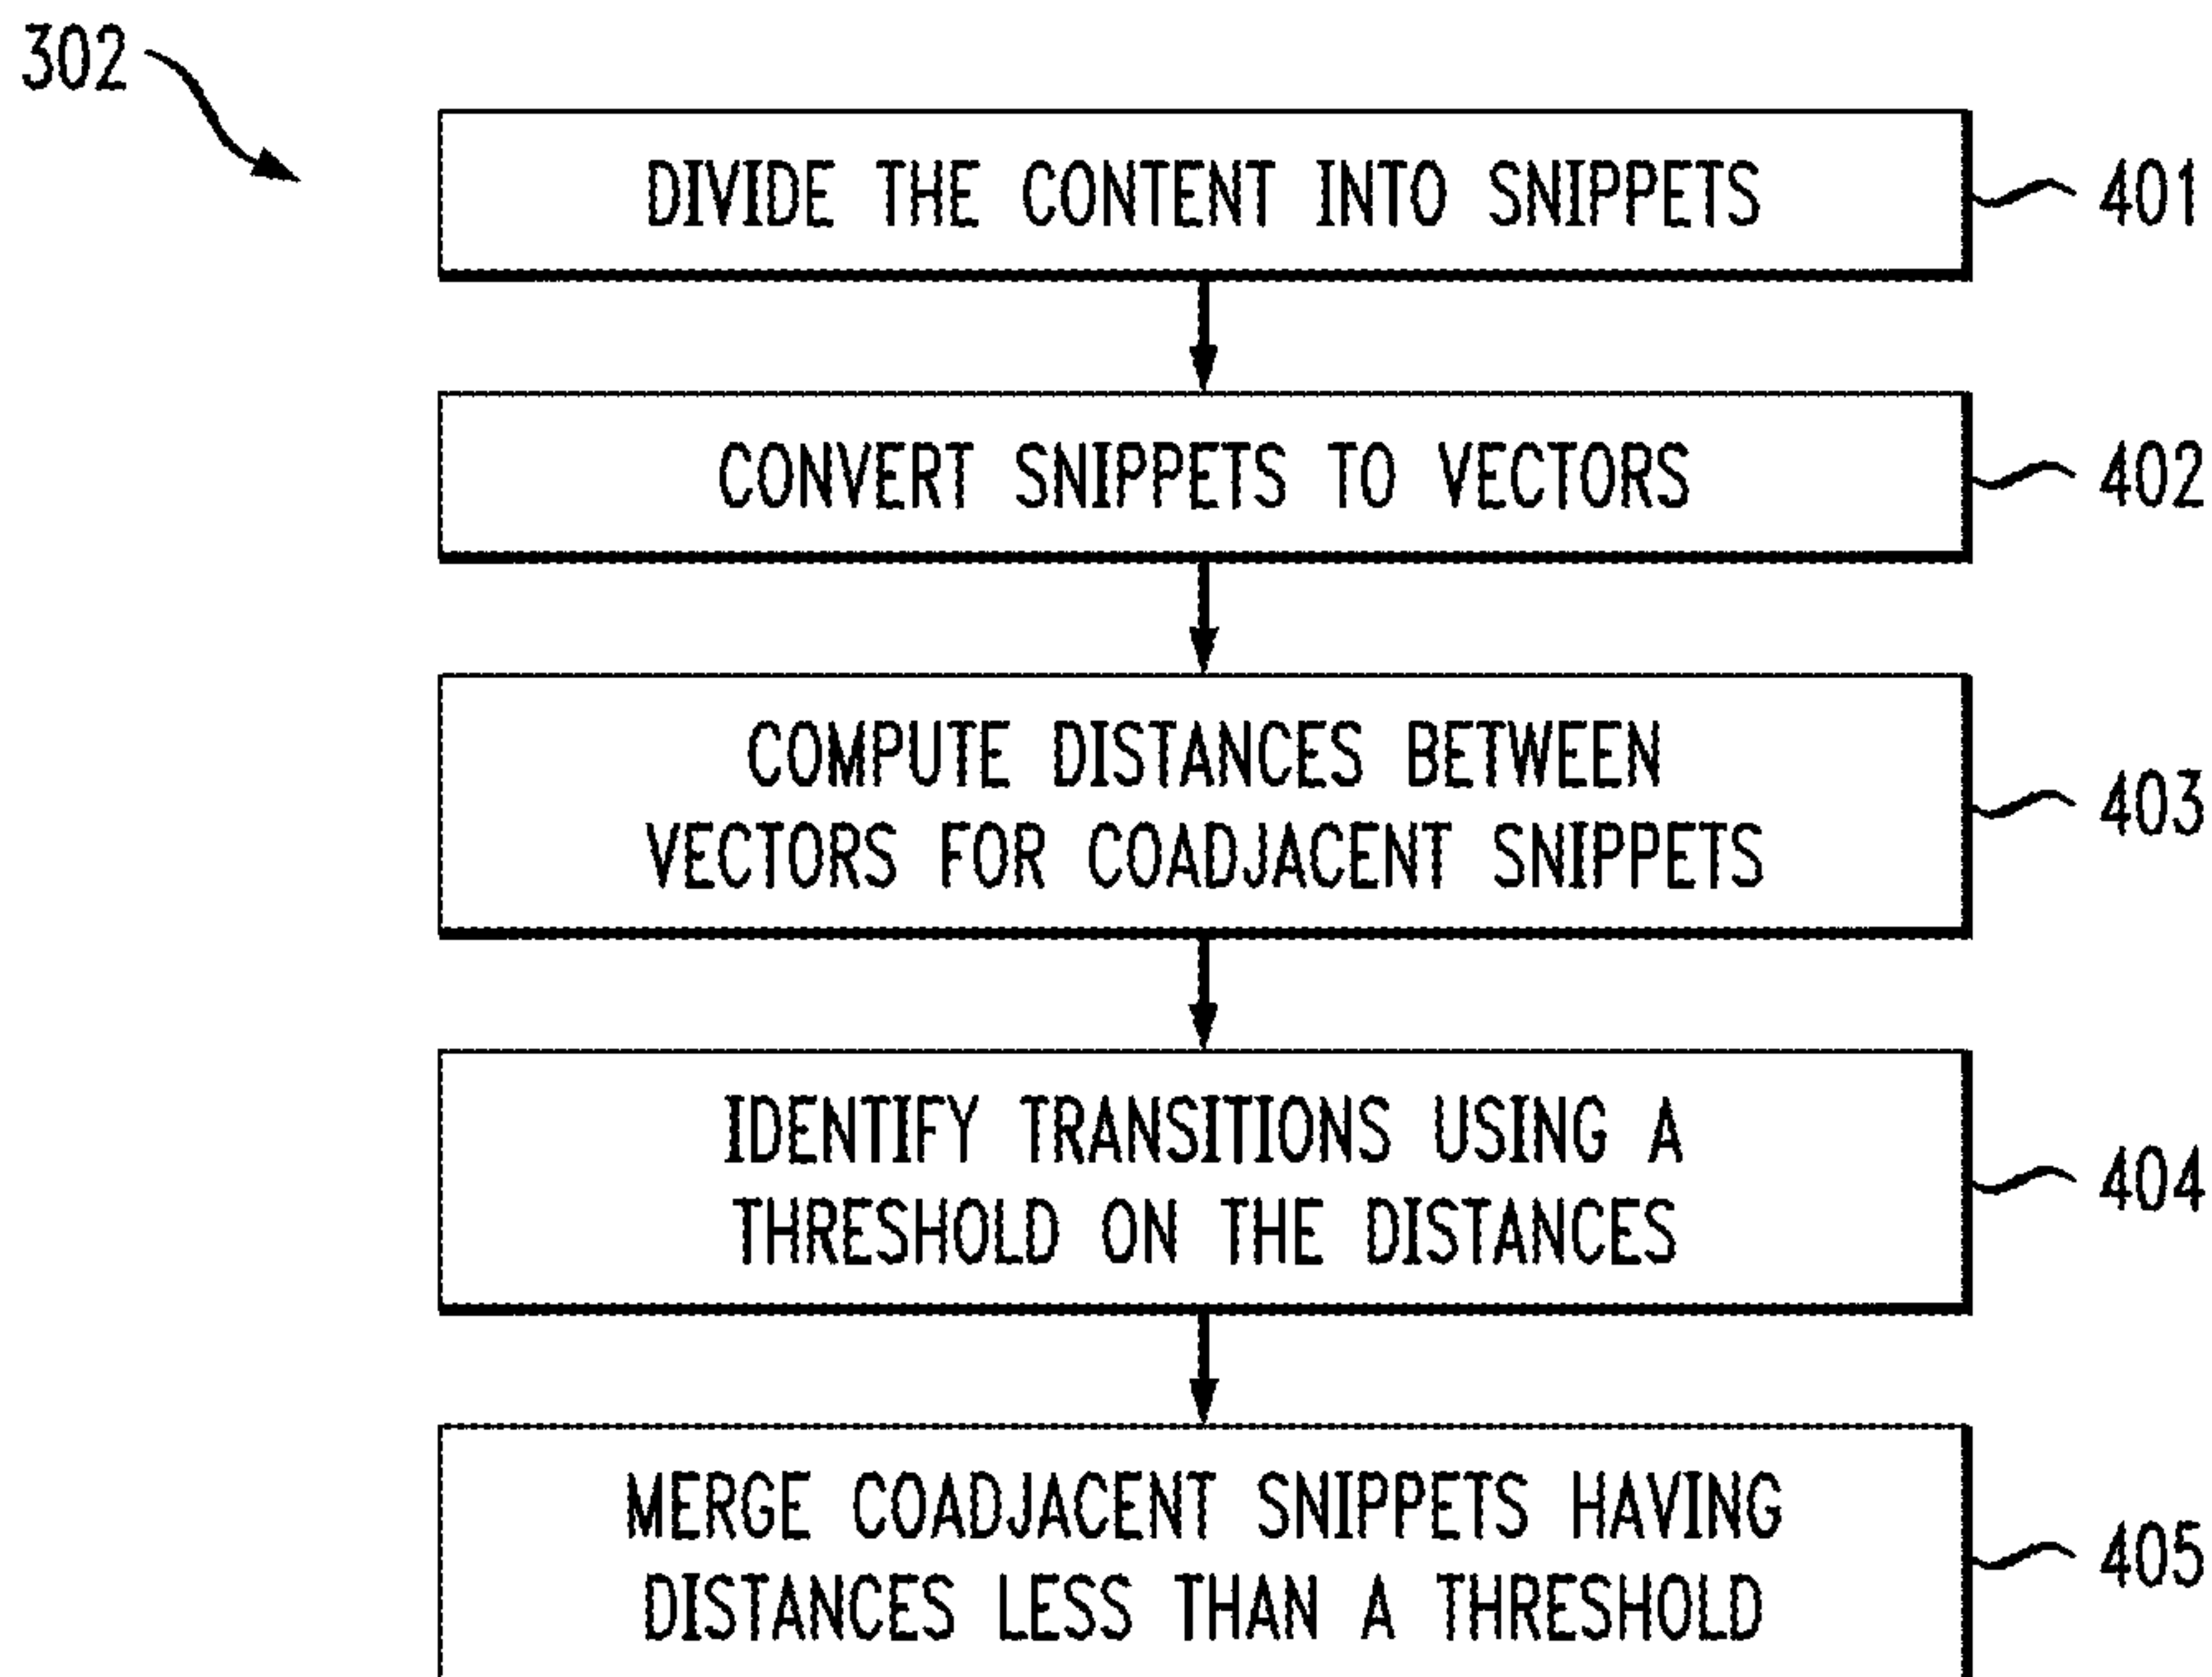 302
DIVIDE THE CONTENT INTO SNIPPETS
401
CONVERT SNIPPETS TO VECTORS
402
COMPUTE DISTANCES BETWEEN
VECTORS FOR COADJACENT SNIPPETS
403
IDENTIFY TRANSITIONS USING A
THRESHOLD ON THE DISTANCES
404
MERGE COADJACENT SNIPPETS HAVING
DISTANCES LESS THAN A THRESHOLD
405